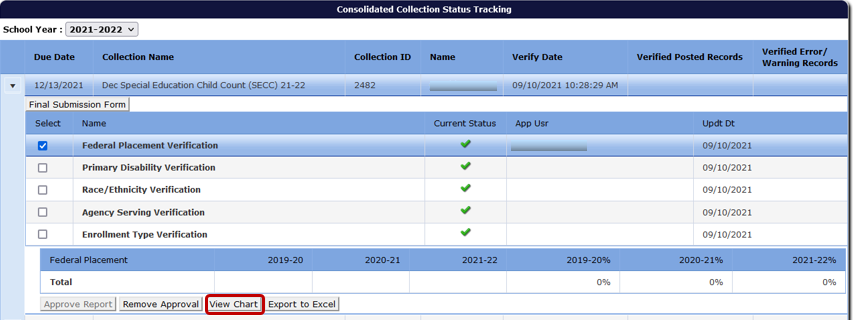 Consolidated Collection Status Tracking
School Year : 2021-2022
Due Date Collection Name Collection ID Name Verify Date Verified Posted Records Verified Error/ Warning Records
12/13/2021 Dec Special Education Child Count (SECC) 21-22 2482 09/10/2021 10:28:29 AM
Final Submission Form
Select Name Current Status App Usr Updt Dt
Federal Placement Verification 09/10/2021
Primary Disability Verification 09/10/2021
Race/Ethnicity Verification 09/10/2021
Agency Serving Verification 09/10/2021
Enrollment Type Verification 09/10/2021
Federal Placement 2019-20 2020-21 2021-22 2019-20% 2020-21% 2021-22%
Total 0% 0% 0%
Approve Report Remove Approval View Chart Export to Excel